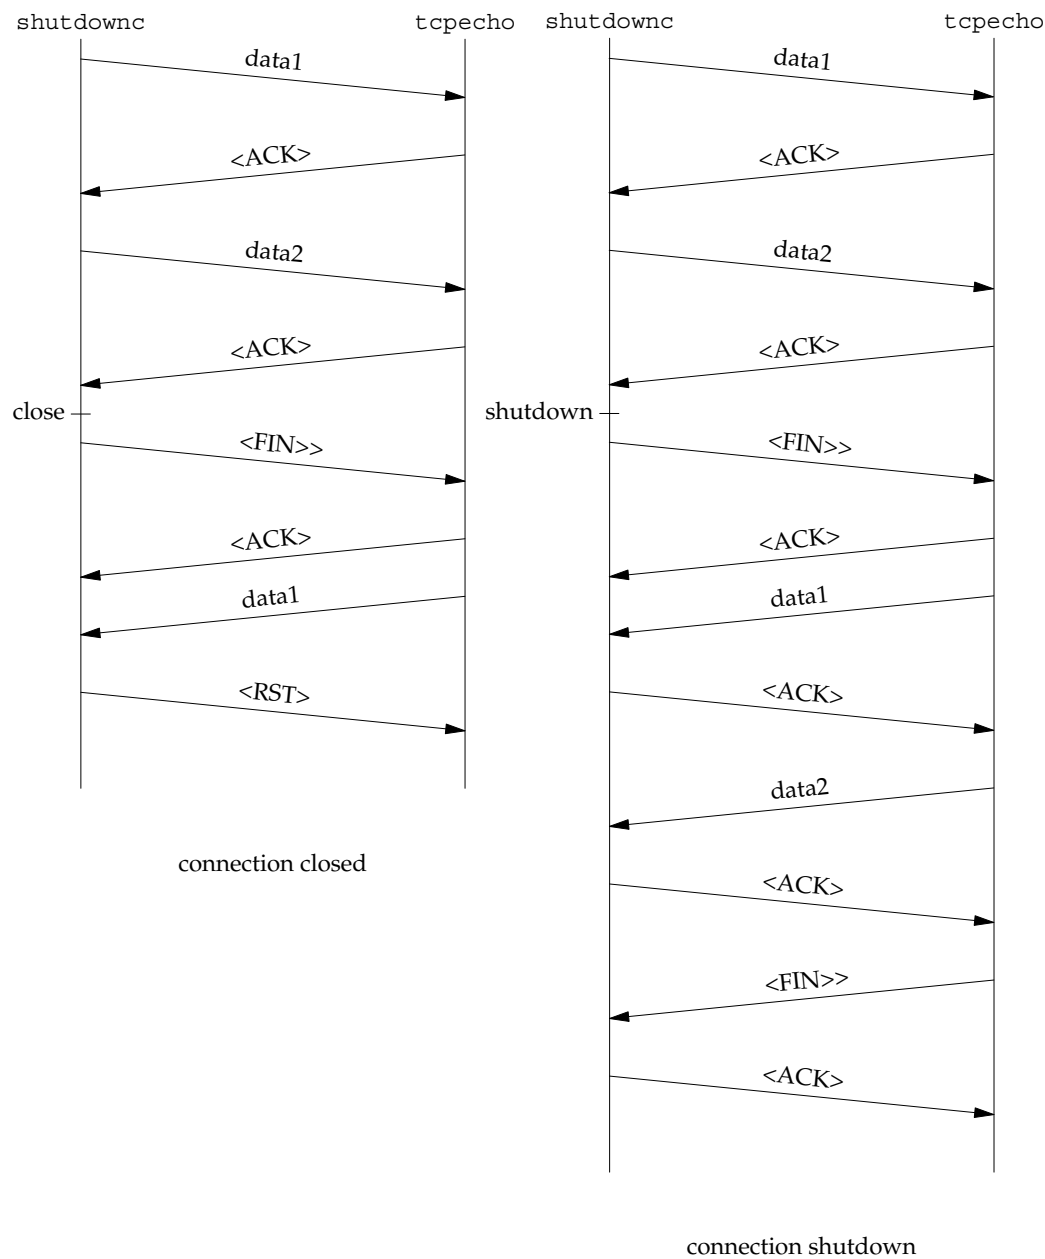 shutdownc tcpecho
data1
<ACK>
data2
<ACK>
close
<FIN>>
<ACK>
data1
<RST>
connection closed
shutdownc tcpecho
data1
<ACK>
data2
<ACK>
shutdown
<FIN>>
<ACK>
data1
<ACK>
data2
<ACK>
<FIN>>
<ACK>
connection shutdown